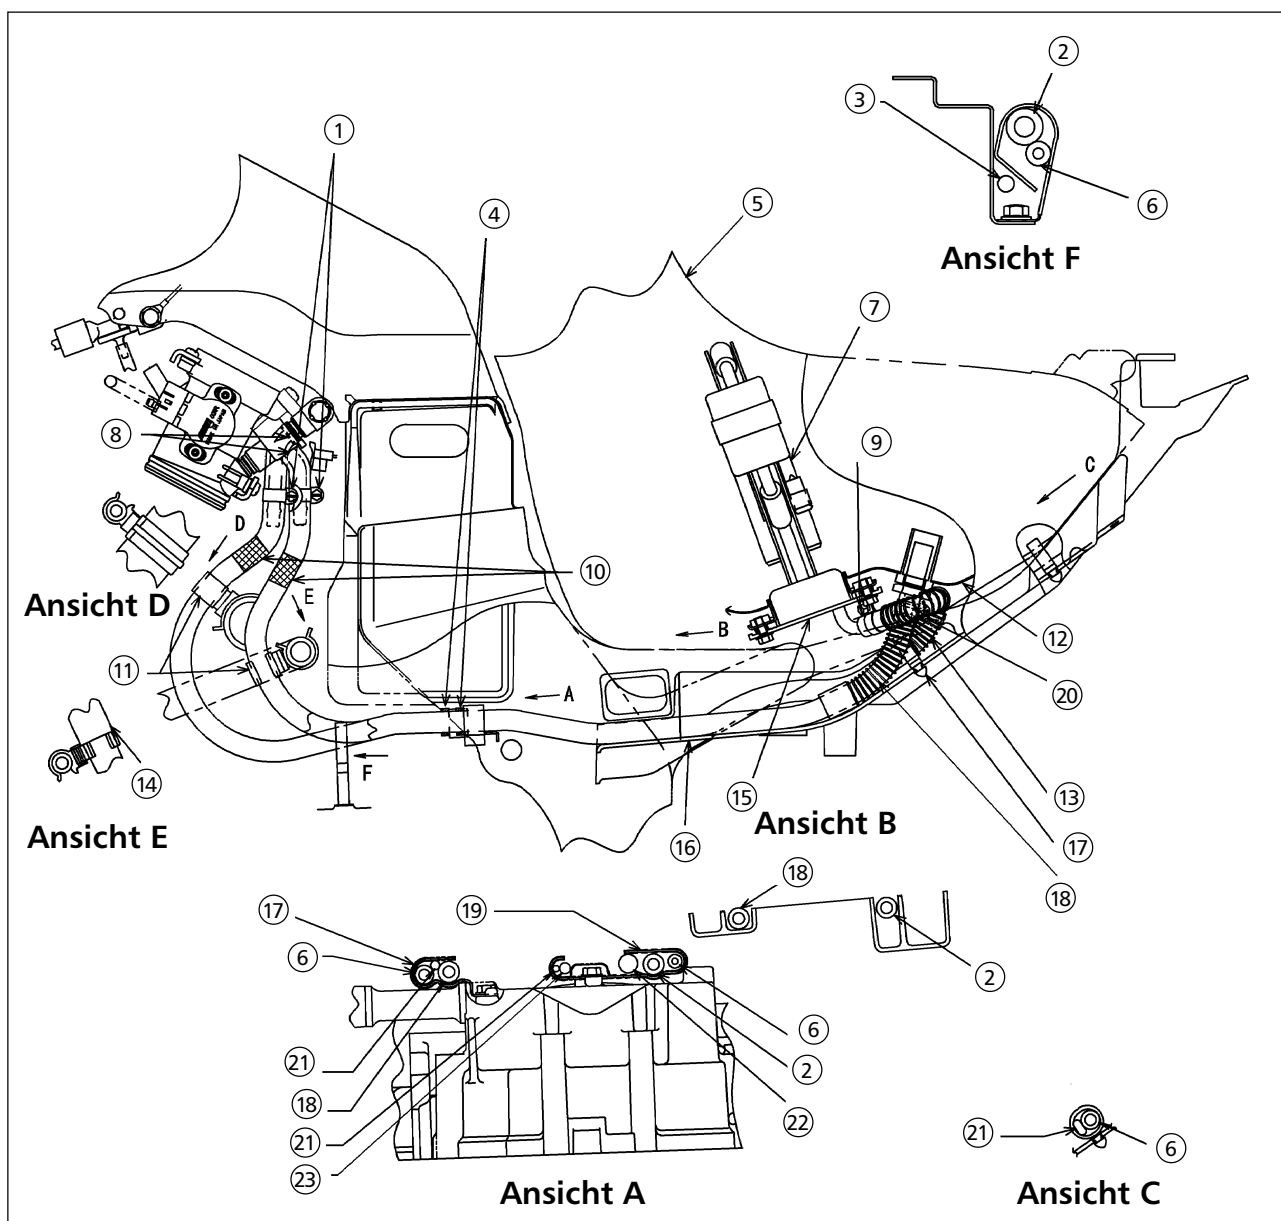 ②
③
①
④
⑤
⑥
Ansicht F
⑦
⑧
⑨
C
D
⑩
Ansicht D
E
B
⑫
⑪
A
⑳
F
⑭
⑮
⑬
Ansicht E
Ansicht B
⑯
⑰
⑱
⑱
⑰
⑲
⑥
②
⑥
㉑
②
⑱
㉒
㉑
㉓
㉑
⑥
Ansicht A
Ansicht C